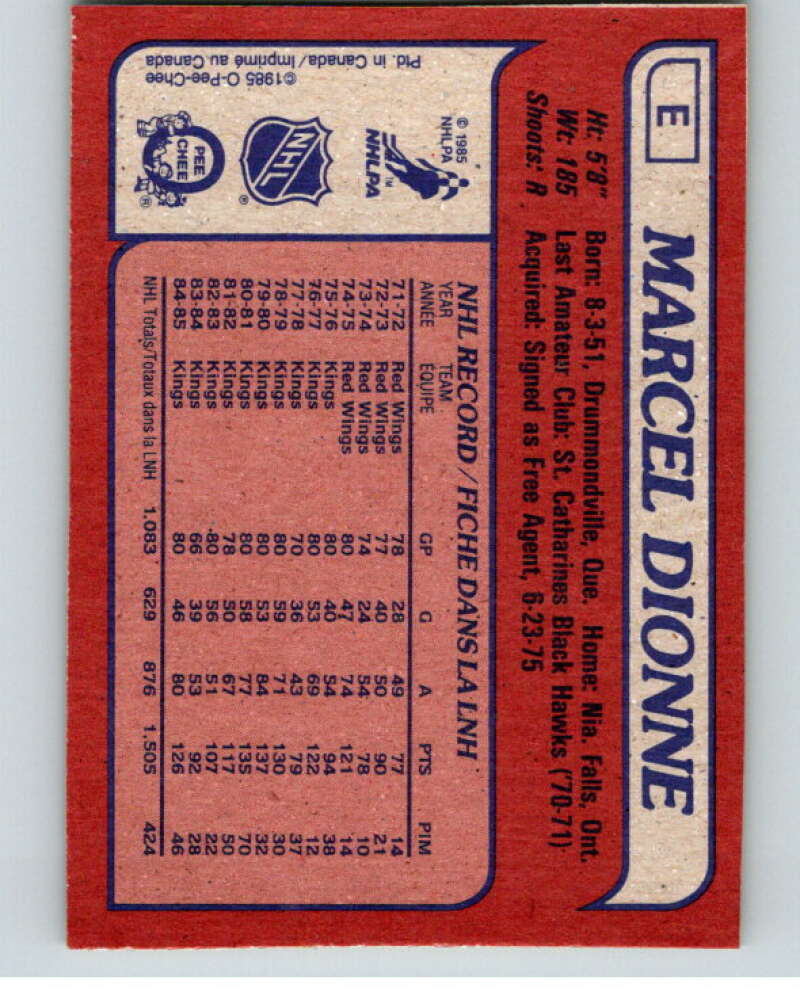 E
MARCEL DIONNE
Ht: 5'8" Born: 8-3-51, Drummondville, Que. Home: Nia. Falls, Ont.
Wt: 185 Last Amateur Club: St. Catharines Black Hawks ('70-71)
Shoots: R Acquired: Signed as Free Agent, 6-23-75
NHL RECORD/FICHE DANS LA LNH
YEAR TEAM
ANNÉE ÉQUIPE GP G A PTS PIM
71-72 Red Wings 78 28 49 77 14
72-73 Red Wings 77 40 50 90 21
73-74 Red Wings 74 24 54 78 10
74-75 Red Wings 80 47 74 121 14
75-76 Kings 80 40 54 94 38
76-77 Kings 80 53 69 122 12
77-78 Kings 70 36 43 79 37
78-79 Kings 80 59 71 130 30
79-80 Kings 80 53 84 137 32
80-81 Kings 80 58 77 135 70
81-82 Kings 78 50 67 117 50
82-83 Kings 80 56 51 107 22
83-84 Kings 66 39 53 92 28
84-85 Kings 80 46 80 126 46
NHL Totals/Totaux dans la LNH 1.083 629 876 1.505 424
NHLPA
TM
© 1985
NHLPA
NHL
®
O
PEE
CHEE
®
©1985 O-Pee-Chee
Ptd. in Canada/Imprimé au Canada